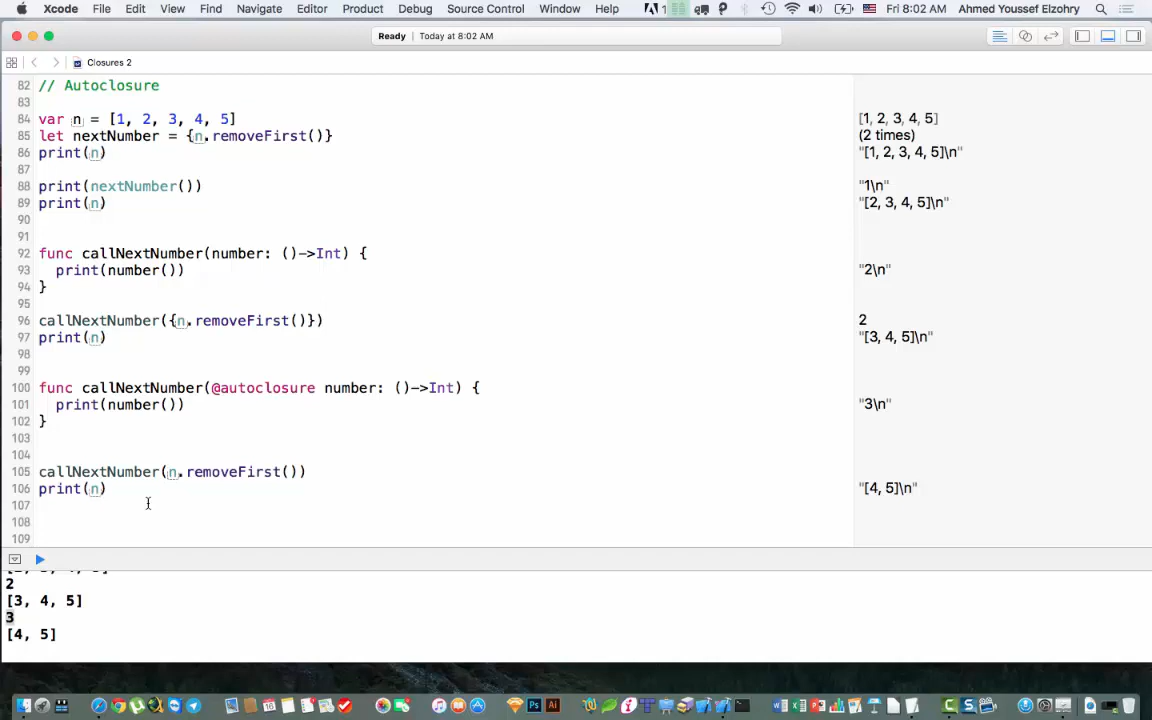 Xcode File Edit View Find Navigate Editor Product Debug Source Control Window Help 1 Fri 8:02 AM Ahmed Youssef Elzohry
Ready | Today at 8:02 AM
Closures 2
82 // Autoclosure
83
84 var n = [1, 2, 3, 4, 5] [1, 2, 3, 4, 5]
85 let nextNumber = {n.removeFirst()} (2 times)
86 print(n) "[1, 2, 3, 4, 5]\n"
87
88 print(nextNumber()) "1\n"
89 print(n) "[2, 3, 4, 5]\n"
90
91
92 func callNextNumber(number: ()->Int) {
93 print(number()) "2\n"
94 }
95
96 callNextNumber({n.removeFirst()}) 2
97 print(n) "[3, 4, 5]\n"
98
99
100 func callNextNumber(@autoclosure number: ()->Int) {
101 print(number()) "3\n"
102 }
103
104
105 callNextNumber(n.removeFirst())
106 print(n) "[4, 5]\n"
107
108
109
2
[3, 4, 5]
3
[4, 5]
Ps Ai